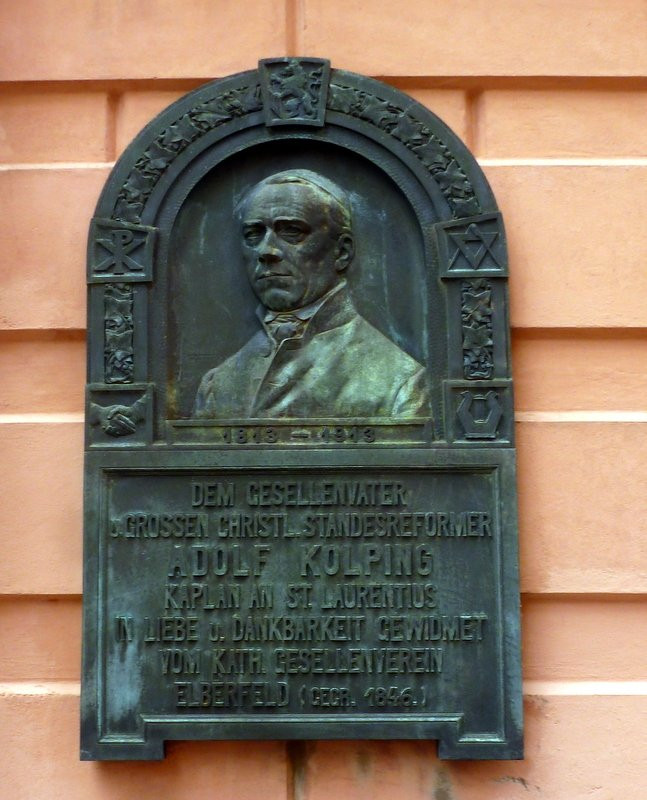 1813 – 1913
DEM GESELLENVATER
U. GROSSEN CHRISTL. STANDESREFORMER
ADOLF KOLPING
KAPLAN AN ST. LAURENTIUS
IN LIEBE U. DANKBARKEIT GEWIDMET
VOM KATH. GESELLENVEREIN
ELBERFELD (GEGR. 1846.)